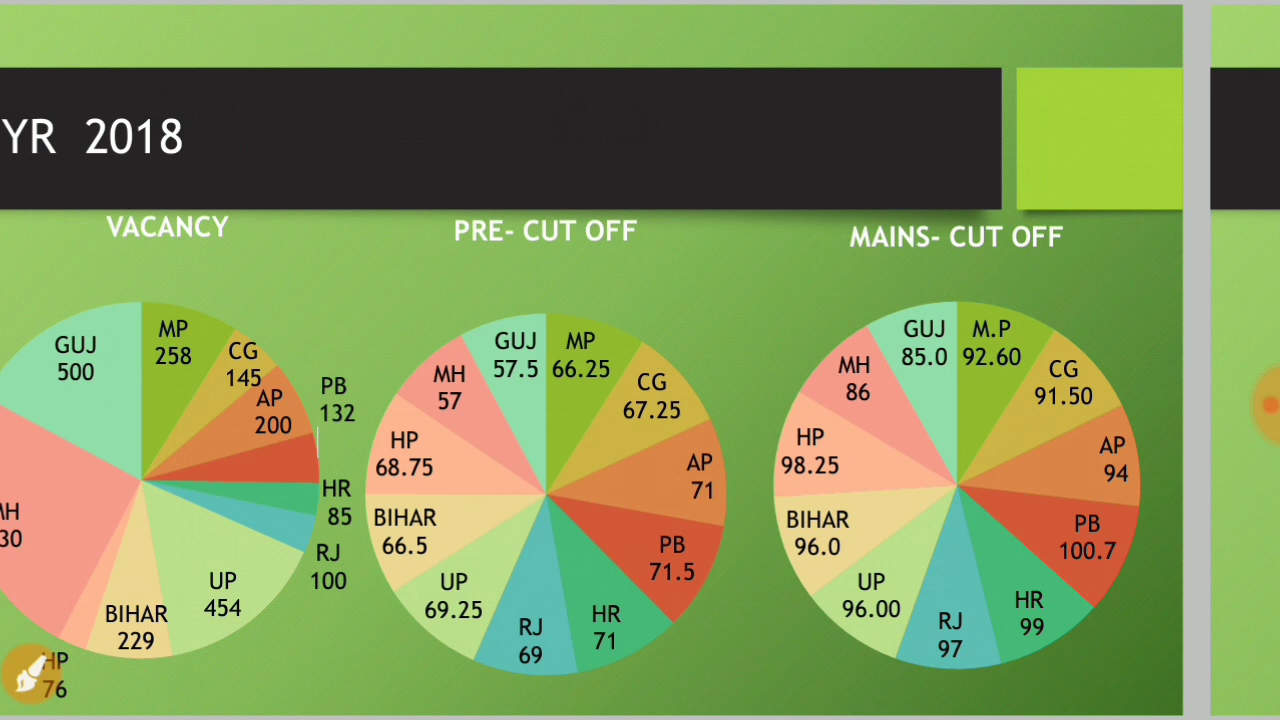 YR 2018
VACANCY
PRE- CUT OFF
MAINS- CUT OFF
GUJ
500
MP
258
CG
145
AP
200
PB
132
HR
85
RJ
100
UP
454
BIHAR
229
HP
76
GUJ
57.5
MP
66.25
CG
67.25
AP
71
PB
71.5
HR
71
RJ
69
UP
69.25
BIHAR
66.5
HP
68.75
MH
57
GUJ
85.0
M.P
92.60
CG
91.50
AP
94
PB
100.7
HR
99
RJ
97
UP
96.00
BIHAR
96.0
HP
98.25
MH
86